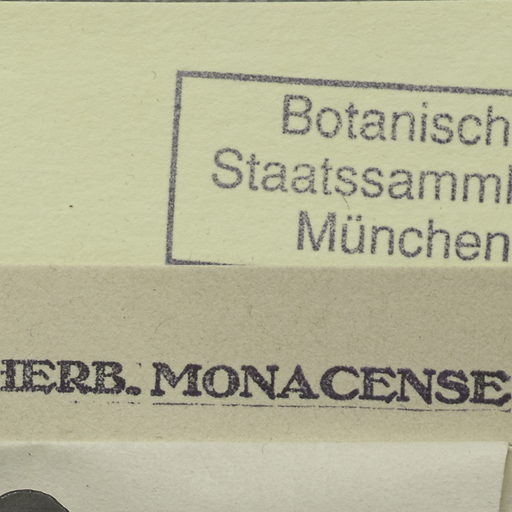 Botanisch
Staatssamml
München
HERB. MONACENSE